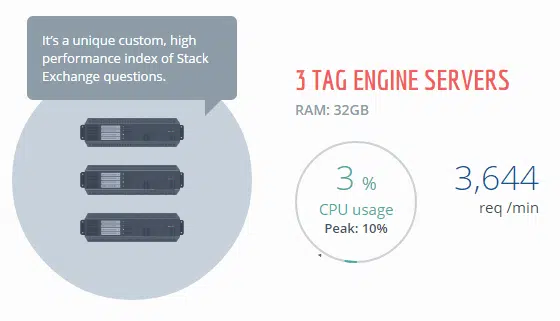 It's a unique custom, high
performance index of Stack
Exchange questions.
3 TAG ENGINE SERVERS
RAM: 32GB
3 %
CPU usage
Peak: 10%
3,644
req /min